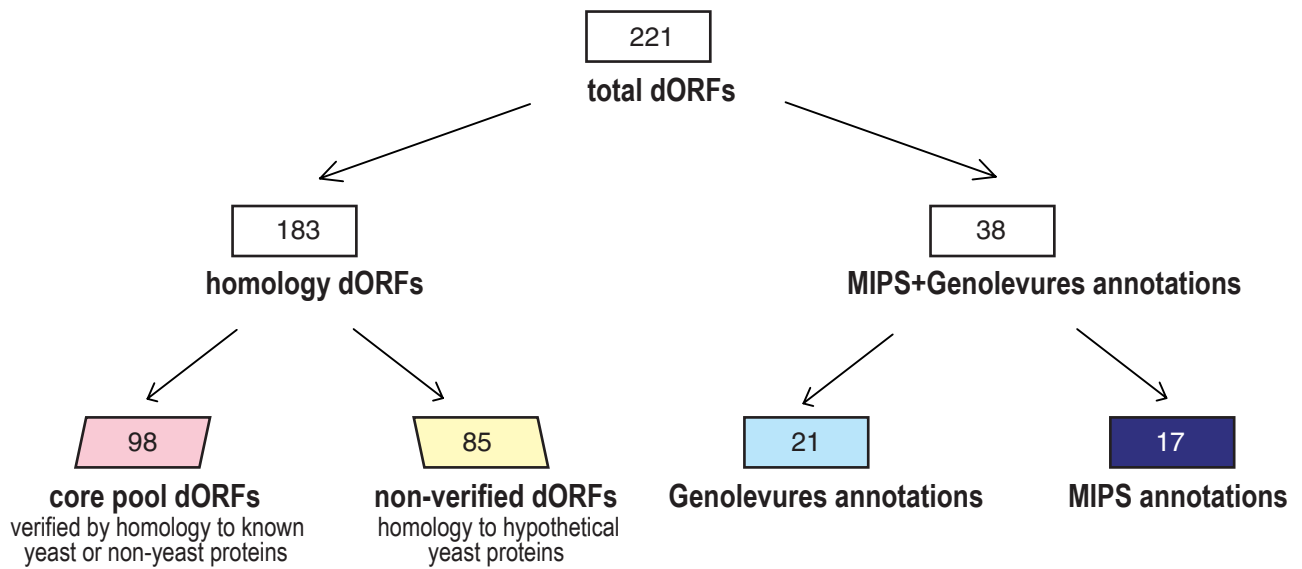 221
total dORFs
183
homology dORFs
38
MIPS+Genolevures annotations
98
core pool dORFs
verified by homology to known
yeast or non-yeast proteins
85
non-verified dORFs
homology to hypothetical
yeast proteins
21
Genolevures annotations
17
MIPS annotations